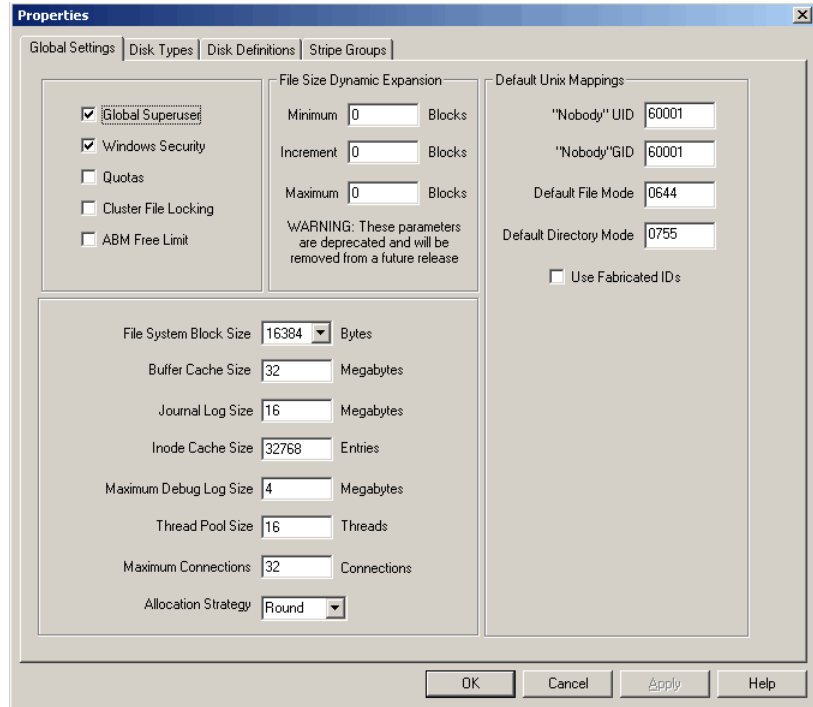 Properties
Global Settings
Disk Types
Disk Definitions
Stripe Groups
Global Superuser
Windows Security
Quotas
Cluster File Locking
ABM Free Limit
File Size Dynamic Expansion
Minimum 0 Blocks
Increment 0 Blocks
Maximum 0 Blocks
WARNING: These parameters
are deprecated and will be
removed from a future release
Default Unix Mappings
"Nobody" UID 60001
"Nobody"GID 60001
Default File Mode 0644
Default Directory Mode 0755
Use Fabricated IDs
File System Block Size 16384 Bytes
Buffer Cache Size 32 Megabytes
Journal Log Size 16 Megabytes
Inode Cache Size 32768 Entries
Maximum Debug Log Size 4 Megabytes
Thread Pool Size 16 Threads
Maximum Connections 32 Connections
Allocation Strategy Round
OK
Cancel
Apply
Help